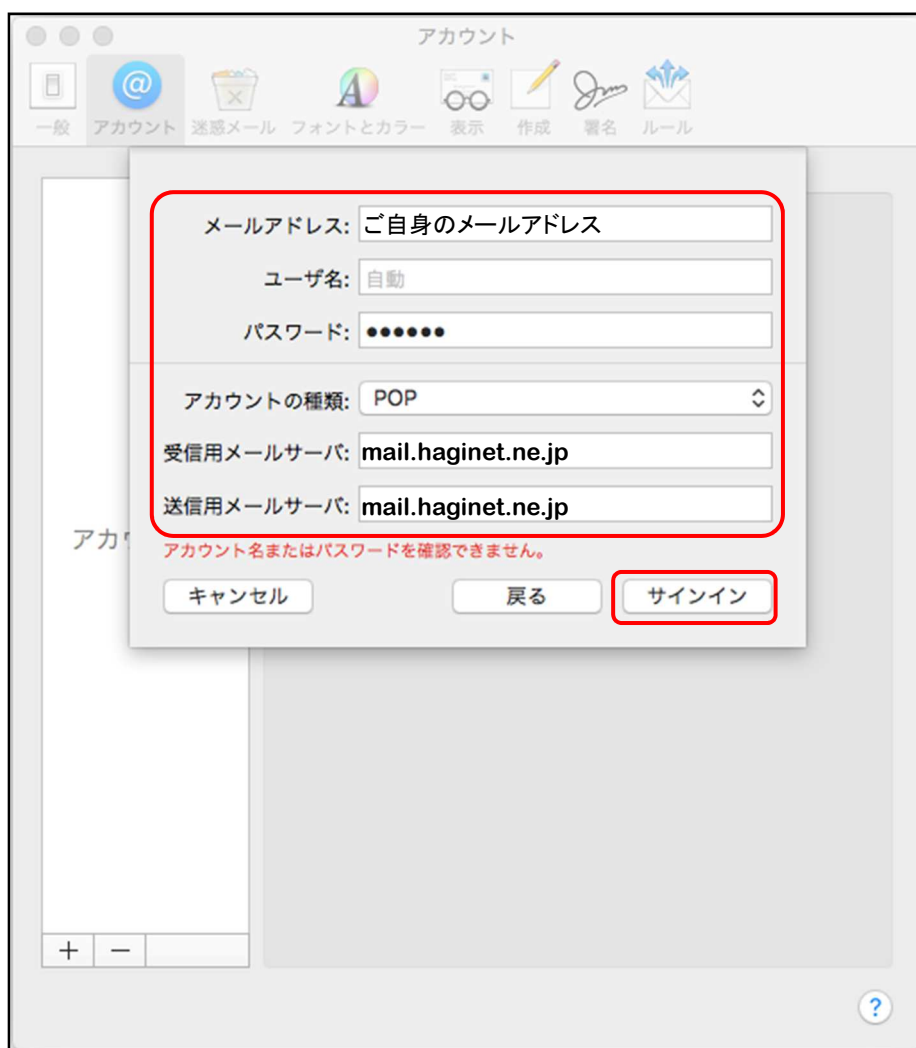 アカウント
一般 アカウント 迷惑メール フォントとカラー 表示 作成 署名 ルール
メールアドレス: ご自身のメールアドレス
ユーザ名: 自動
パスワード: ●●●●●●
アカウントの種類: POP
受信用メールサーバ: mail.haginet.ne.jp
送信用メールサーバ: mail.haginet.ne.jp
アカ
アカウント名またはパスワードを確認できません。
キャンセル 戻る サインイン
+ −
?